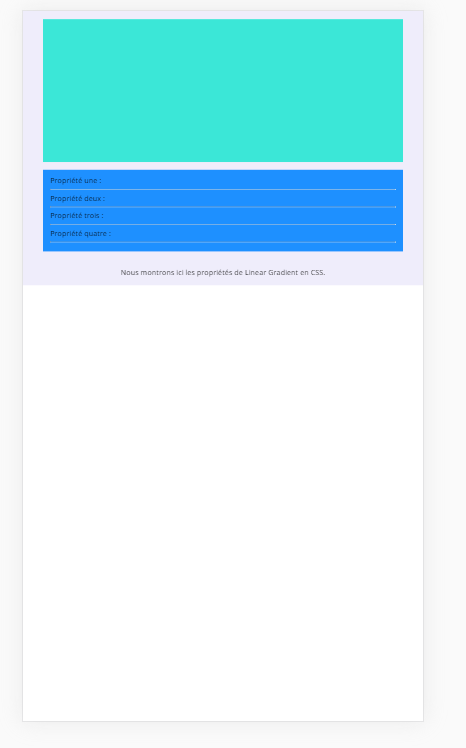 Propriété une :
Propriété deux :
Propriété trois :
Propriété quatre :
Nous montrons ici les propriétés de Linear Gradient en CSS.